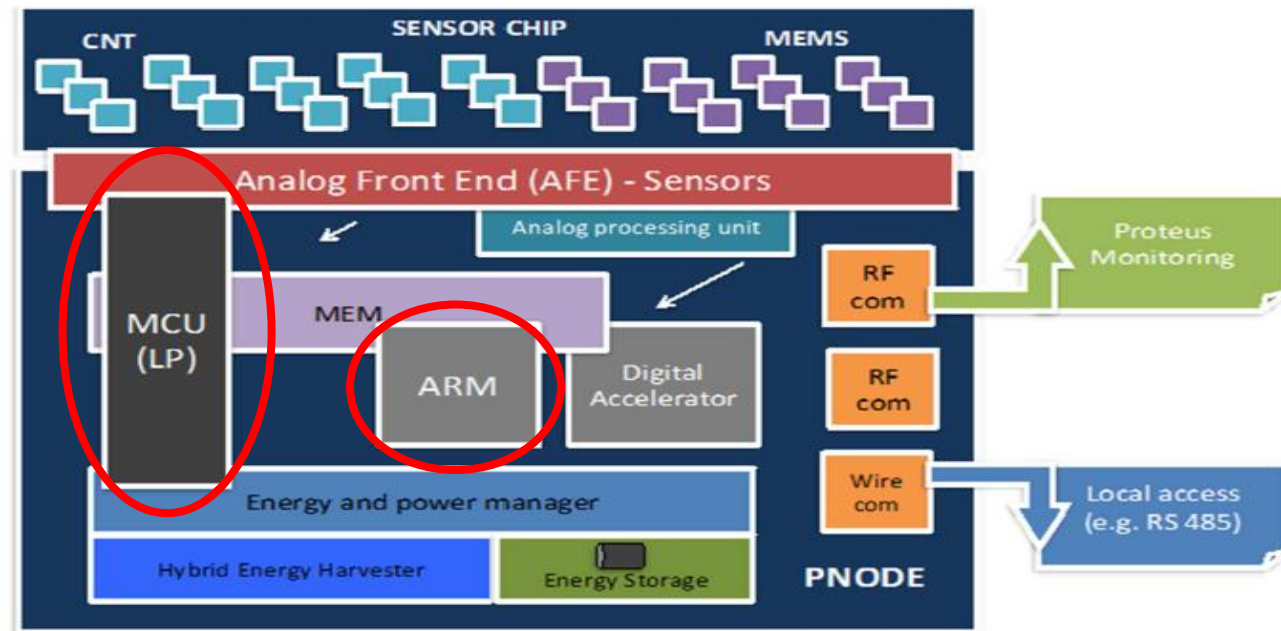 CNT
SENSOR CHIP
MEMS
Analog Front End (AFE) - Sensors
Analog processing unit
MCU
(LP)
MEM
ARM
Digital
Accelerator
RF
com
RF
com
Wire
com
Proteus
Monitoring
Local access
(e.g. RS 485)
Energy and power manager
Hybrid Energy Harvester
Energy Storage
PNODE